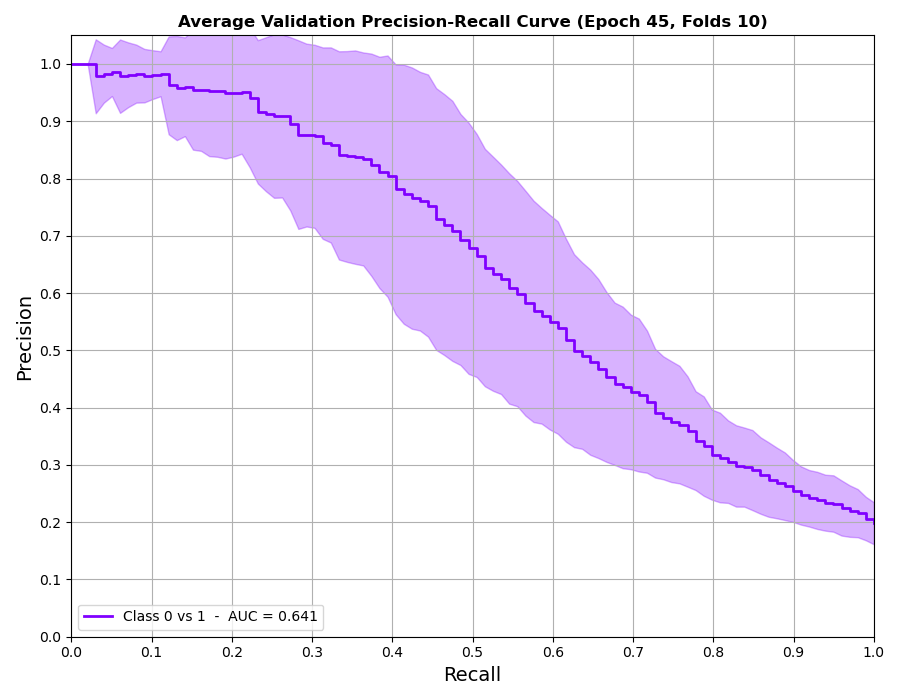 Average Validation Precision-Recall Curve (Epoch 45, Folds 10)
Precision
1.0
0.9
0.8
0.7
0.6
0.5
0.4
0.3
0.2
0.1
0.0
Class 0 vs 1 - AUC = 0.641
0.0 0.1 0.2 0.3 0.4 0.5 0.6 0.7 0.8 0.9 1.0
Recall